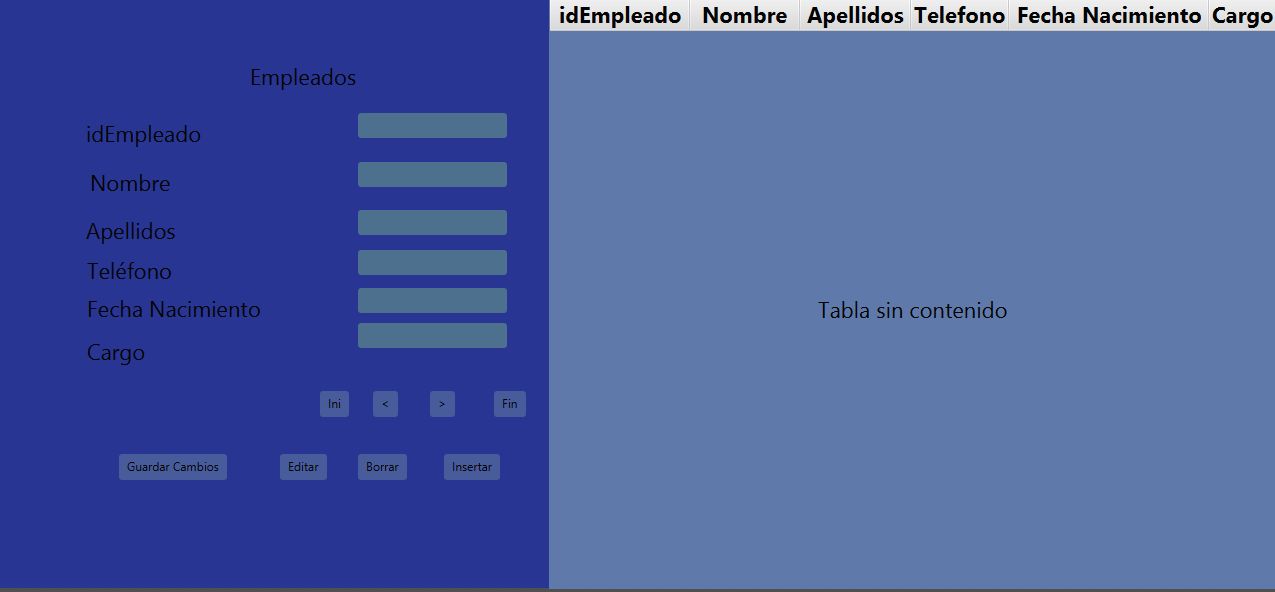 Empleados
idEmpleado
Nombre
Apellidos
Teléfono
Fecha Nacimiento
Cargo
Ini < > Fin
Guardar Cambios Editar Borrar Insertar
idEmpleado Nombre Apellidos Telefono Fecha Nacimiento Cargo
Tabla sin contenido